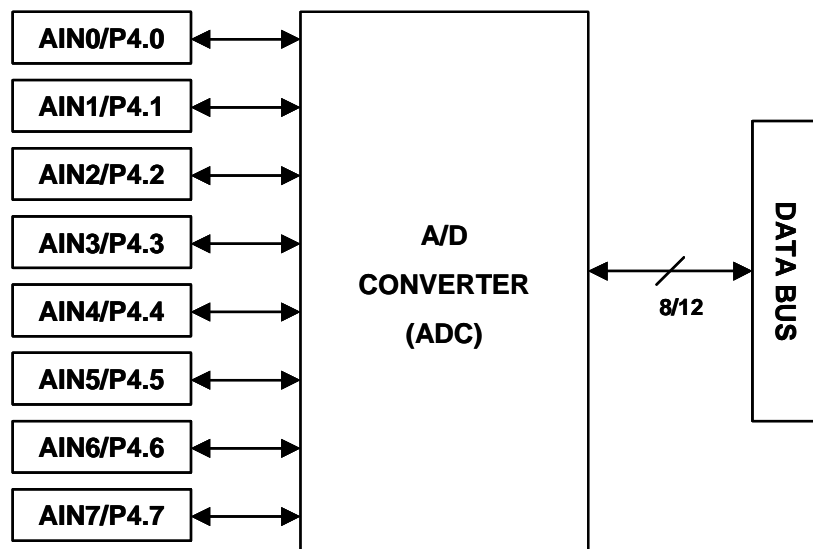 AIN0/P4.0
AIN1/P4.1
AIN2/P4.2
AIN3/P4.3
AIN4/P4.4
AIN5/P4.5
AIN6/P4.6
AIN7/P4.7
A/D
CONVERTER
(ADC)
8/12
DATA BUS